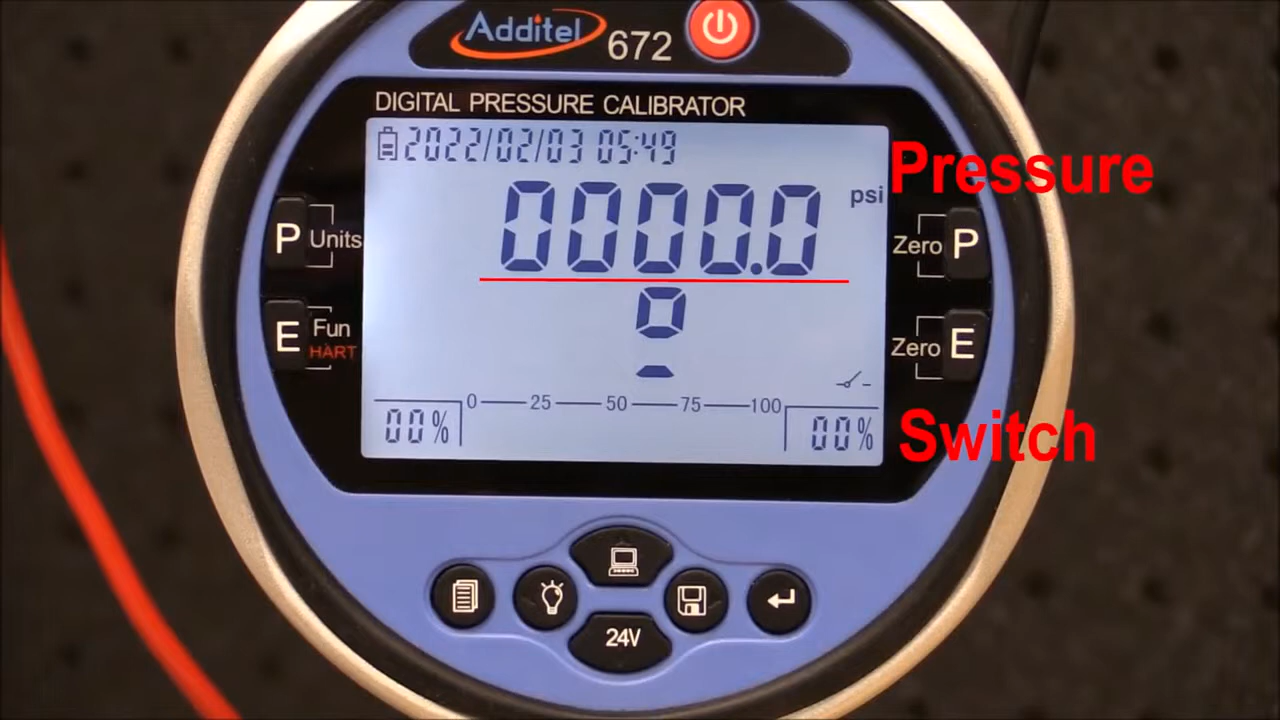 Additel 672
DIGITAL PRESSURE CALIBRATOR
2022/02/03 05:49
Pressure
0000.0 psi
P Units
Zero P
o
E Fun
HART
Zero E
0 25 50 75 100
00%
00%
Switch
24V